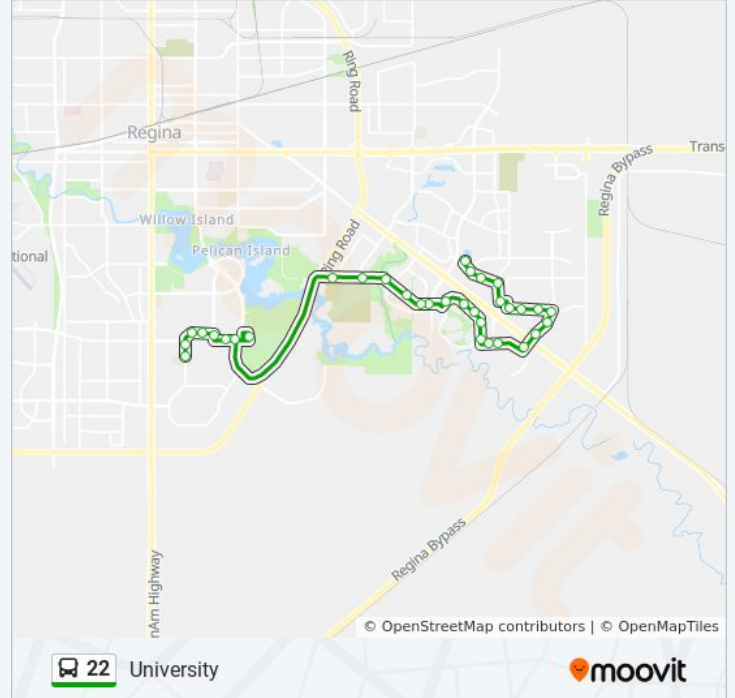 Ring Road
Regina
Trans
Regina Bypass
Willow Island
tional
Pelican Island
Ring Road
Regina Bypass
nAm Highway
© OpenStreetMap contributors | © OpenMapTiles
22 University
moovit